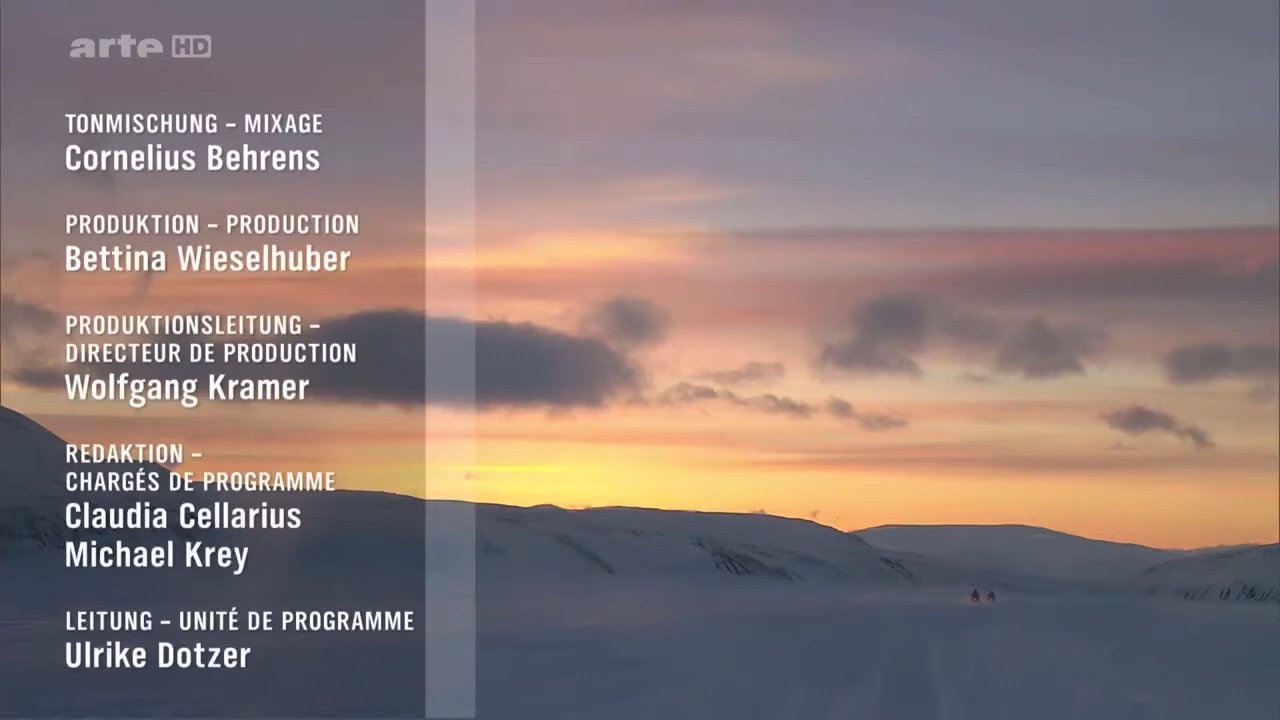 arte HD
TONMISCHUNG – MIXAGE
Cornelius Behrens
PRODUKTION – PRODUCTION
Bettina Wieselhuber
PRODUKTIONSLEITUNG –
DIRECTEUR DE PRODUCTION
Wolfgang Kramer
REDAKTION –
CHARGÉS DE PROGRAMME
Claudia Cellarius
Michael Krey
LEITUNG – UNITÉ DE PROGRAMME
Ulrike Dotzer